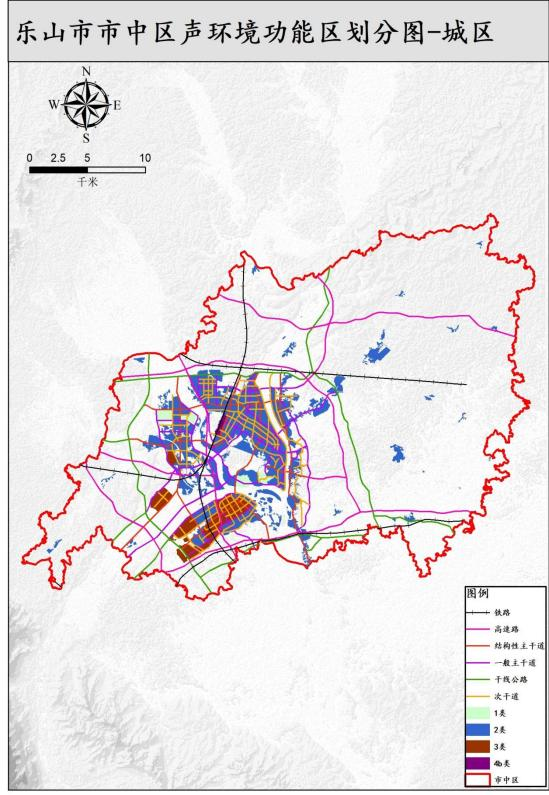 乐山市市中区声环境功能区划分图-城区
N
W E
S
0 2.5 5 10
千米
图例
铁路
高速路
结构性主干道
一般主干道
干线公路
次干道
1类
2类
3类
4b类
市中区